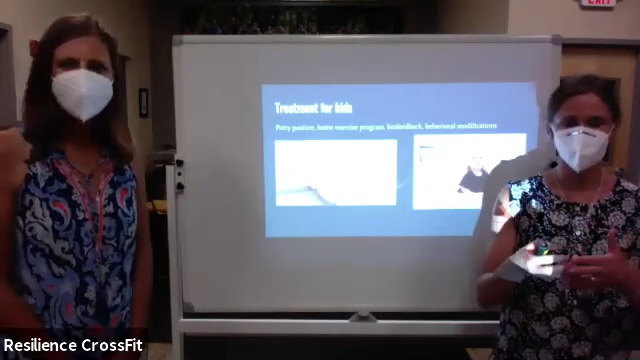 EXIT
Treatment for kids
Potty posture, home exercise program, biofeedback, behavioral modifications
Resilience CrossFit